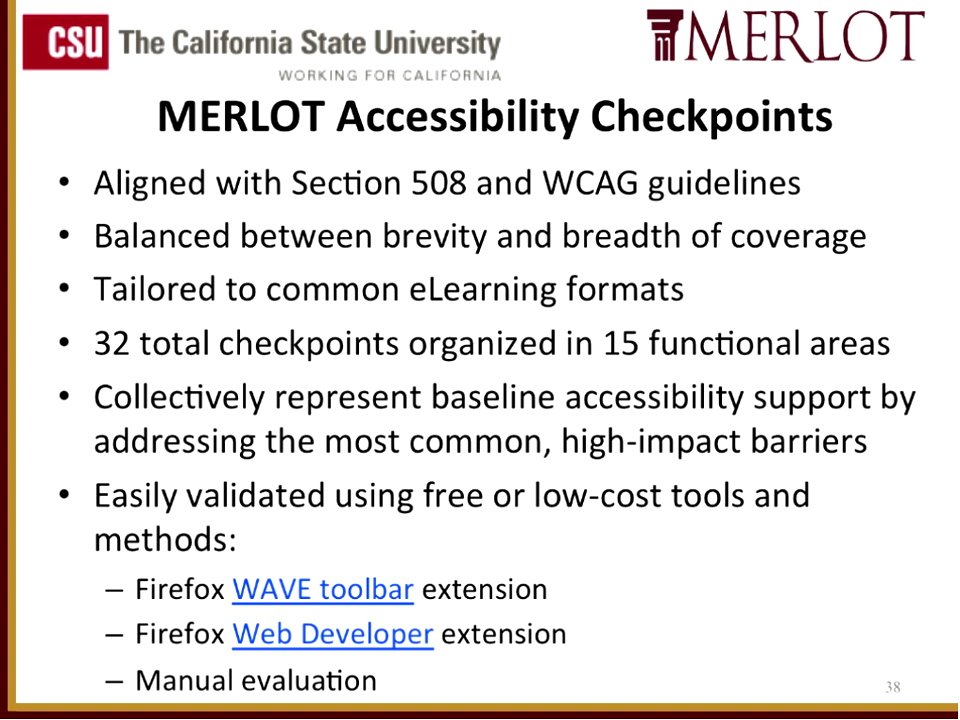 CSU The California State University
WORKING FOR CALIFORNIA
MERLOT
MERLOT Accessibility Checkpoints
• Aligned with Section 508 and WCAG guidelines
• Balanced between brevity and breadth of coverage
• Tailored to common eLearning formats
• 32 total checkpoints organized in 15 functional areas
• Collectively represent baseline accessibility support by
addressing the most common, high-impact barriers
• Easily validated using free or low-cost tools and
methods:
– Firefox WAVE toolbar extension
– Firefox Web Developer extension
– Manual evaluation
38